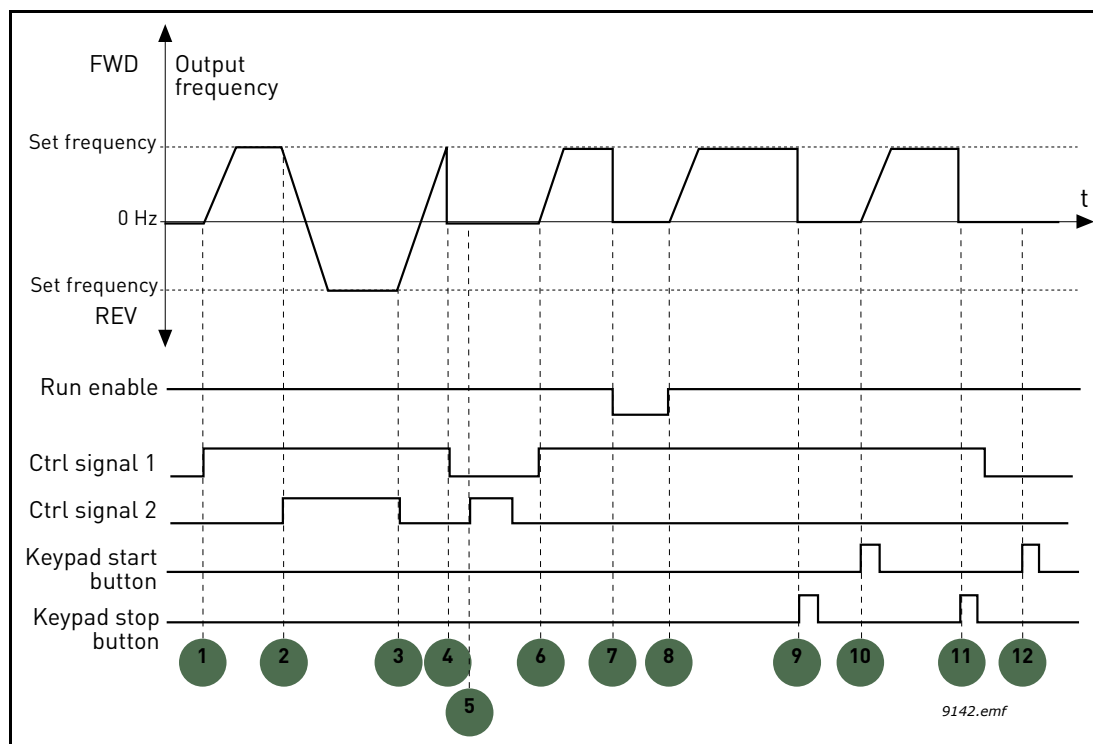 FWD
Output
frequency
Set frequency
0 Hz
t
Set frequency
REV
Run enable
Ctrl signal 1
Ctrl signal 2
Keypad start
button
Keypad stop
button
1
2
3
4
5
6
7
8
9
10
11
12
9142.emf